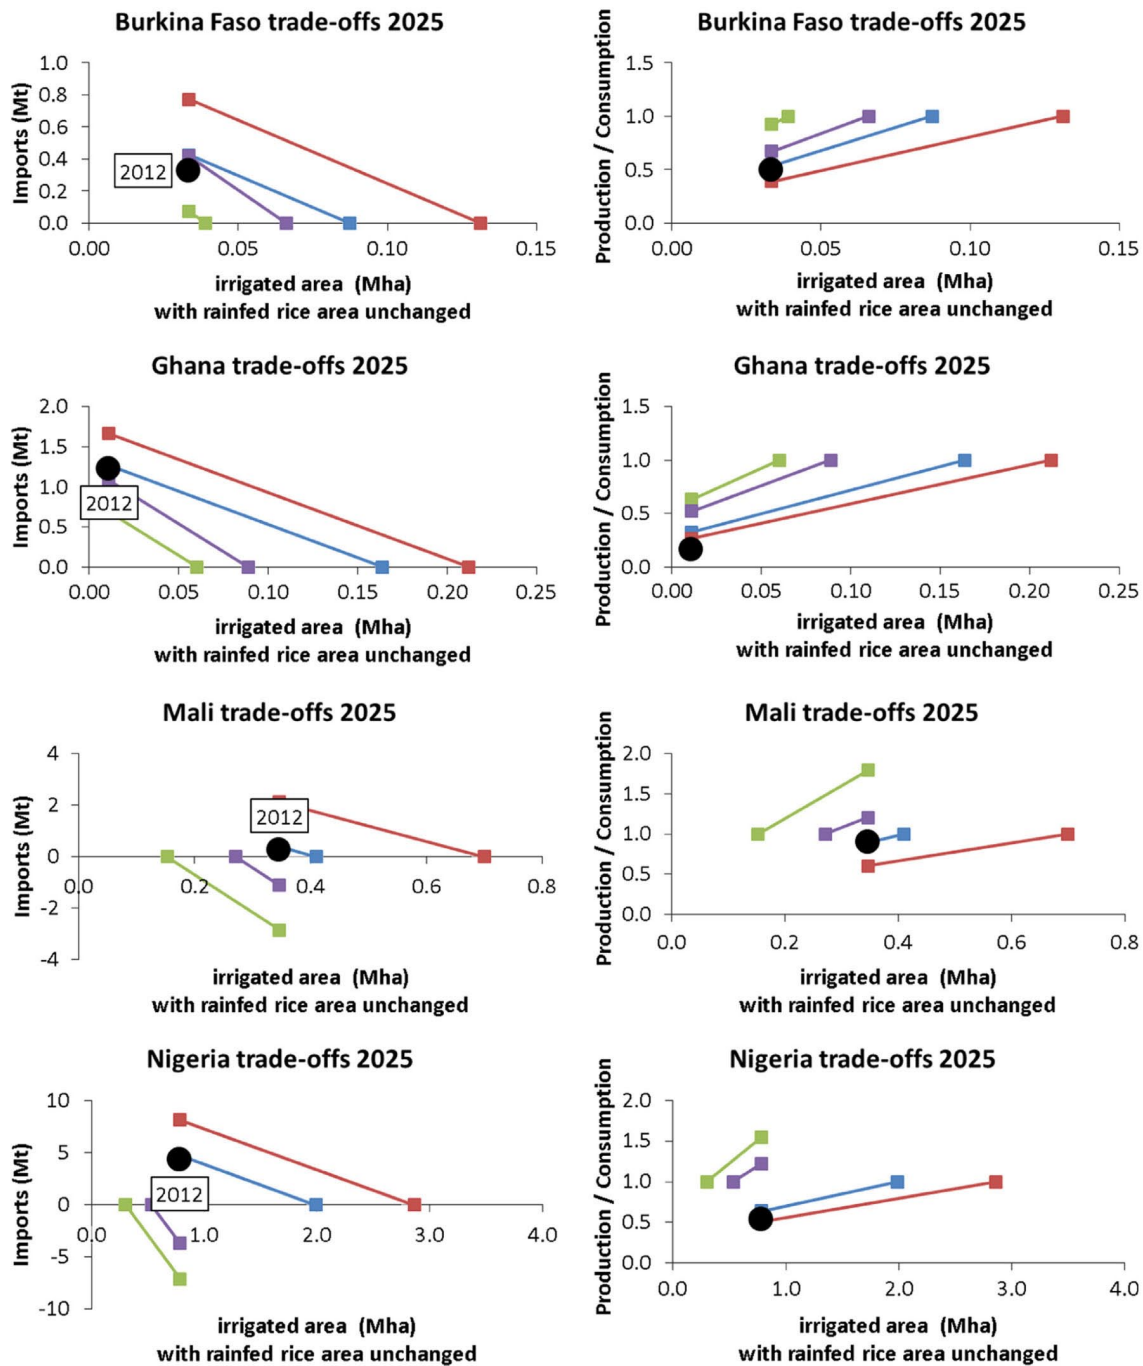 Burkina Faso trade-offs 2025
Imports (Mt)
1.0
0.8
0.6
0.4
0.2
0.0
2012
0.00
0.05
0.10
0.15
irrigated area (Mha)
with rainfed rice area unchanged
Burkina Faso trade-offs 2025
Production / Consumption
1.5
1.0
0.5
0.0
0.00
0.05
0.10
0.15
irrigated area (Mha)
with rainfed rice area unchanged
Ghana trade-offs 2025
Imports (Mt)
2.0
1.5
1.0
0.5
0.0
2012
0.00
0.05
0.10
0.15
0.20
0.25
irrigated area (Mha)
with rainfed rice area unchanged
Ghana trade-offs 2025
Production / Consumption
1.5
1.0
0.5
0.0
0.00
0.05
0.10
0.15
0.20
0.25
irrigated area (Mha)
with rainfed rice area unchanged
Mali trade-offs 2025
Imports (Mt)
4
2
0
-2
-4
2012
0.0
0.2
0.4
0.6
0.8
irrigated area (Mha)
with rainfed rice area unchanged
Mali trade-offs 2025
Production / Consumption
2.0
1.5
1.0
0.5
0.0
0.0
0.2
0.4
0.6
0.8
irrigated area (Mha)
with rainfed rice area unchanged
Nigeria trade-offs 2025
Imports (Mt)
10
5
0
-5
-10
2012
0.0
1.0
2.0
3.0
4.0
irrigated area (Mha)
with rainfed rice area unchanged
Nigeria trade-offs 2025
Production / Consumption
2.0
1.5
1.0
0.5
0.0
0.0
1.0
2.0
3.0
4.0
irrigated area (Mha)
with rainfed rice area unchanged